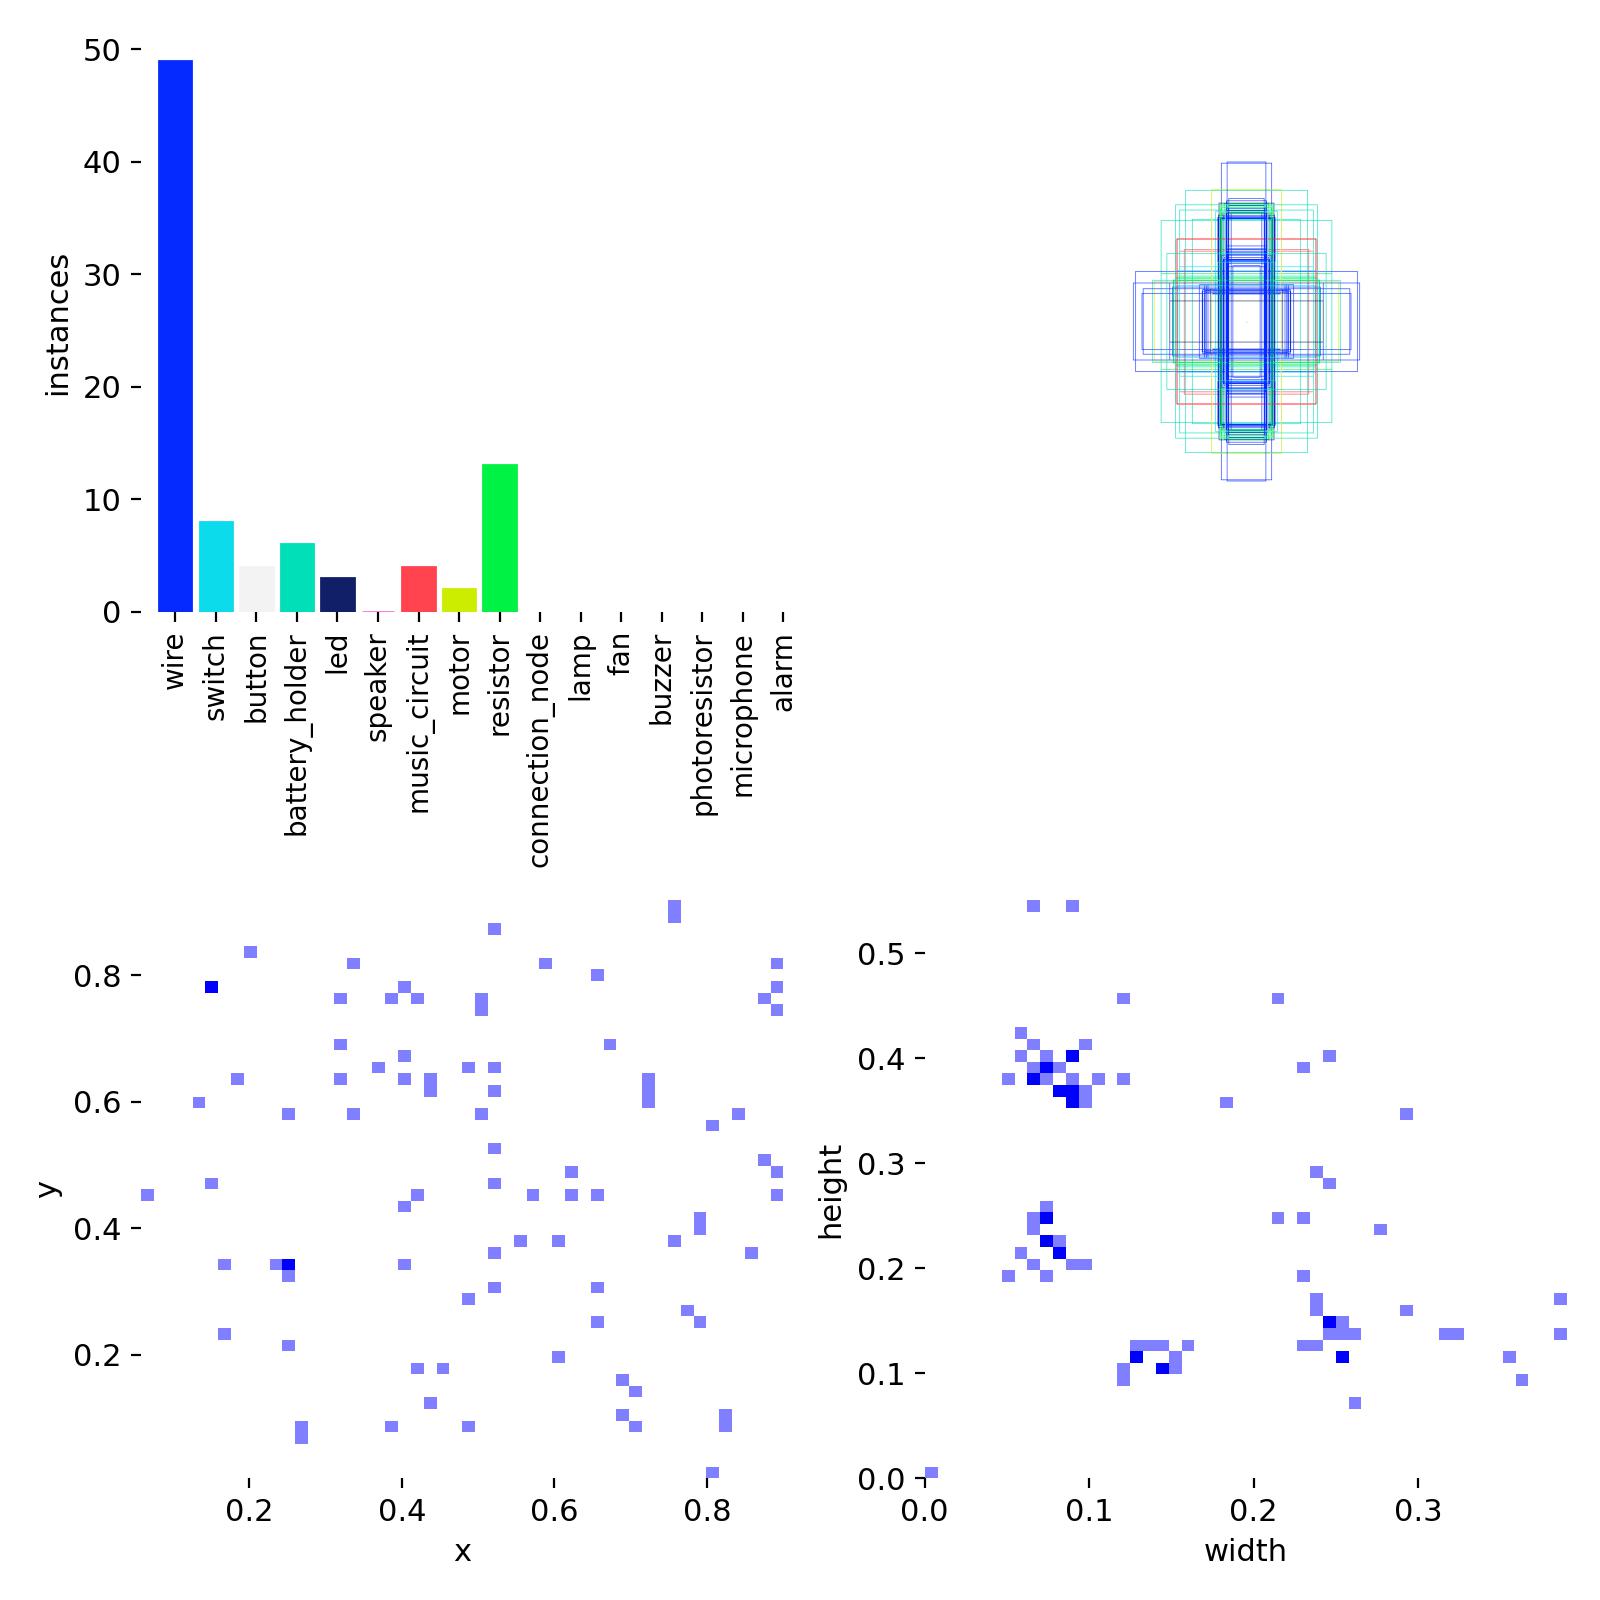 50
40
30
20
10
0
instances
wire
switch
button
battery_holder
led
speaker
music_circuit
motor
resistor
connection_node
lamp
fan
buzzer
photoresistor
microphone
alarm
0.8
0.6
0.4
0.2
y
0.2 0.4 0.6 0.8
x
0.5
0.4
0.3
0.2
0.1
0.0
height
0.0 0.1 0.2 0.3
width